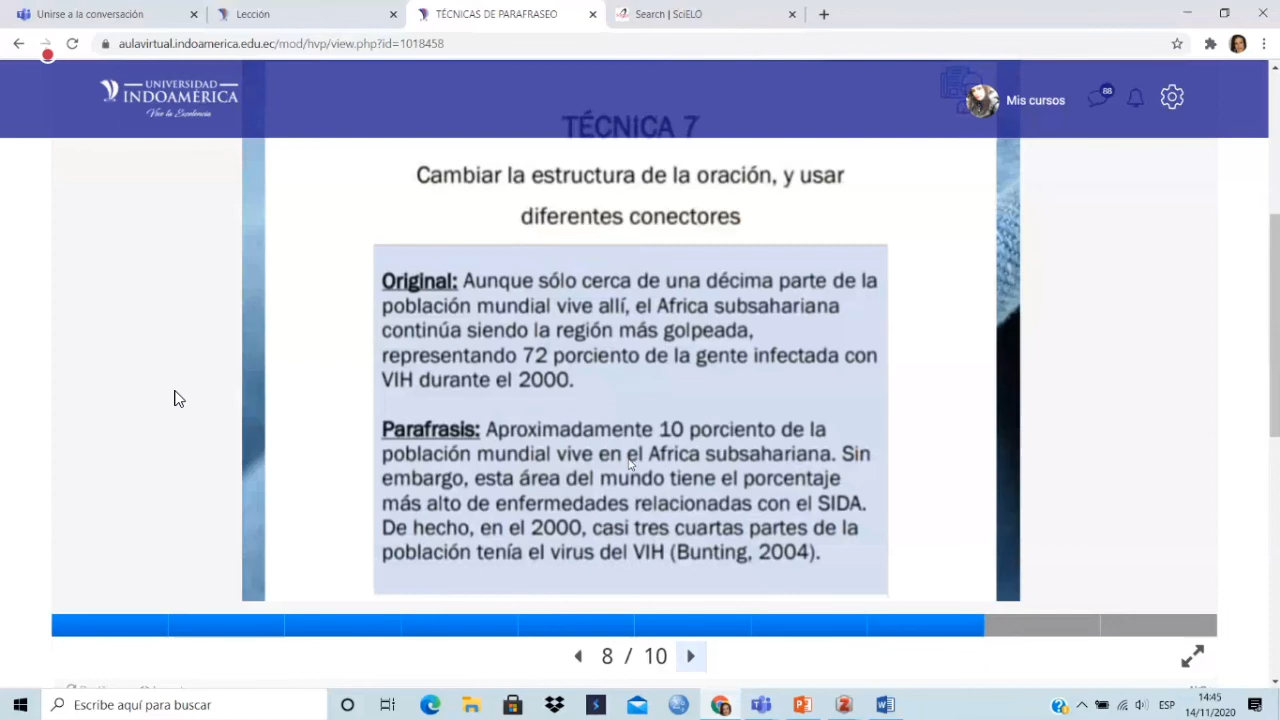 Unirse a la conversación
Lección
TÉCNICAS DE PARAFRASEO
Search | SciELO
aulavirtual.indoamerica.edu.ec/mod/hvp/view.php?id=1018458
UNIVERSIDAD
INDOAMÉRICA
Vive la Excelencia
88
Mis cursos
TÉCNICA 7
Cambiar la estructura de la oración, y usar
diferentes conectores
Original: Aunque sólo cerca de una décima parte de la
población mundial vive allí, el Africa subsahariana
continúa siendo la región más golpeada,
representando 72 porciento de la gente infectada con
VIH durante el 2000.
Parafrasis: Aproximadamente 10 porciento de la
población mundial vive en el Africa subsahariana. Sin
embargo, esta área del mundo tiene el porcentaje
más alto de enfermedades relacionadas con el SIDA.
De hecho, en el 2000, casi tres cuartas partes de la
población tenía el virus del VIH (Bunting, 2004).
8 / 10
Escribe aquí para buscar
ESP
14:45
14/11/2020